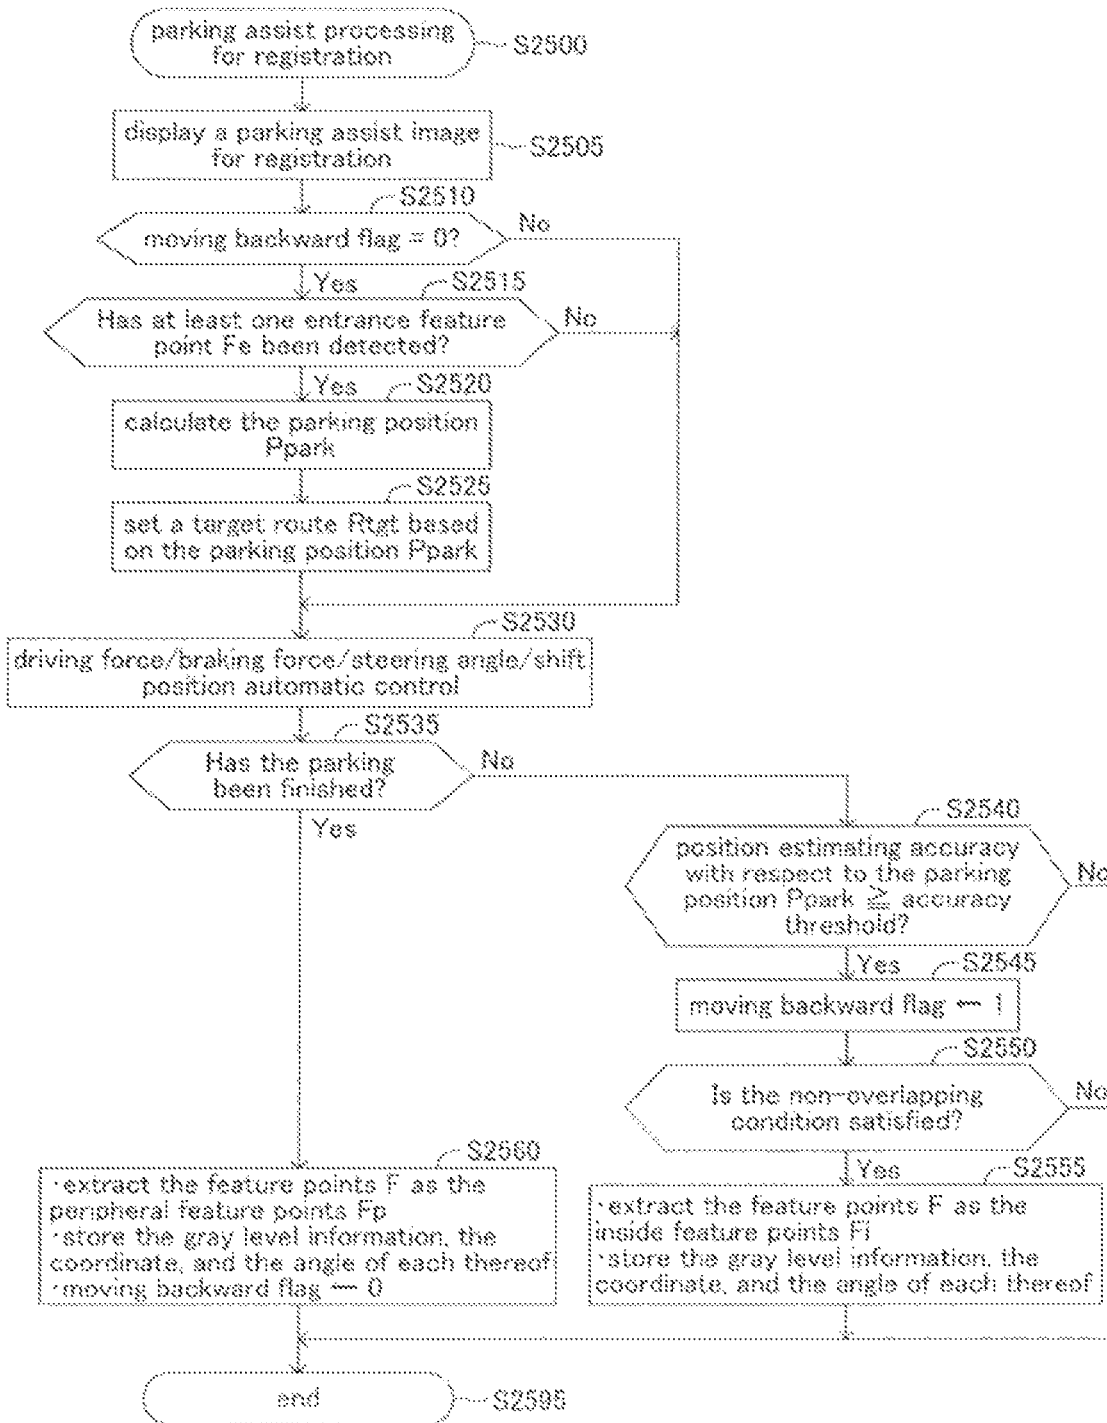 parking assist processing
for registration
S2500
display a parking assist image
for registration
S2505
S2510
moving backward flag = 0?
No
Yes
S2515
Has at least one entrance feature
point Fe been detected?
No
Yes
S2520
calculate the parking position
Ppark
S2525
set a target route Rtgt based
on the parking position Ppark
S2530
driving force/braking force/steering angle/shift
position automatic control
S2535
Has the parking
been finished?
No
Yes
S2540
position estimating accuracy
with respect to the parking
position Ppark ≧ accuracy
threshold?
No
Yes
S2545
moving backward flag ← 1
S2550
Is the non-overlapping
condition satisfied?
No
Yes
S2555
・extract the feature points F as the
inside feature points Fi
・store the gray level information, the
coordinate, and the angle of each thereof
S2560
・extract the feature points F as the
peripheral feature points Fp
・store the gray level information, the
coordinate, and the angle of each thereof
・moving backward flag ← 0
end
S2595